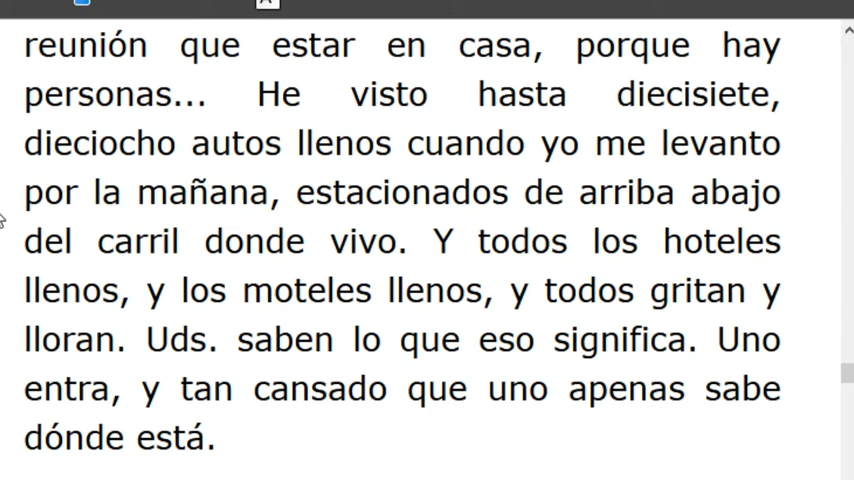 reunión que estar en casa, porque hay
personas... He visto hasta diecisiete,
dieciocho autos llenos cuando yo me levanto
por la mañana, estacionados de arriba abajo
del carril donde vivo. Y todos los hoteles
llenos, y los moteles llenos, y todos gritan y
lloran. Uds. saben lo que eso significa. Uno
entra, y tan cansado que uno apenas sabe
dónde está.